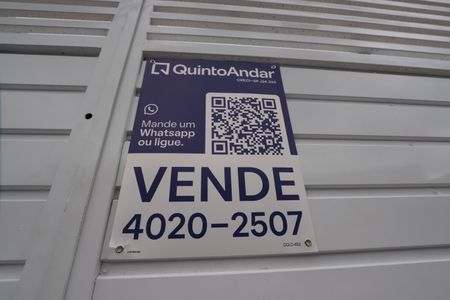 QuintoAndar
Mande um
Whatsapp
ou ligue.
VENDE
4020-2507